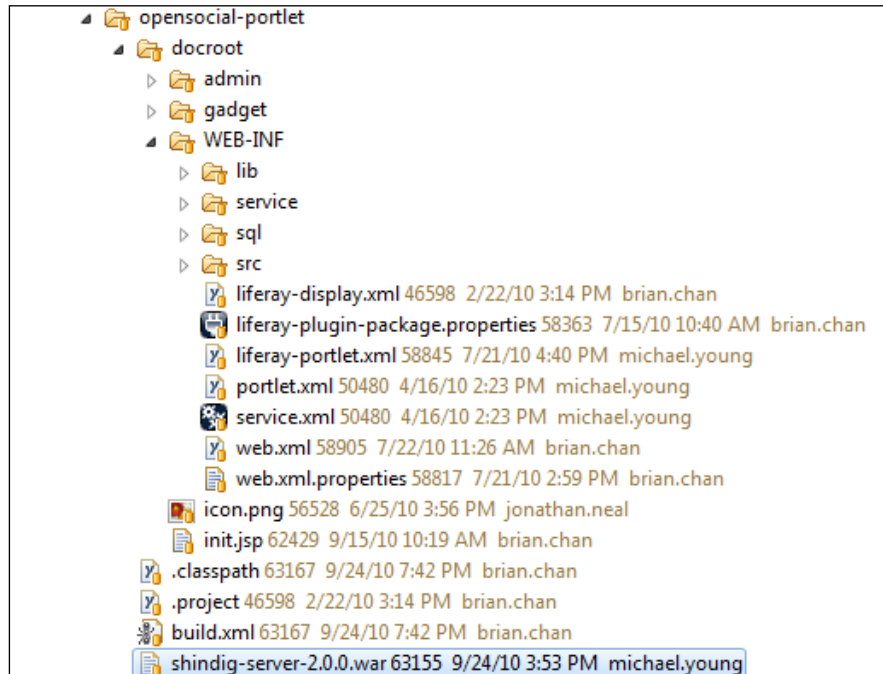 opensocial-portlet
docroot
admin
gadget
WEB-INF
lib
service
sql
src
liferay-display.xml 46598 2/22/10 3:14 PM brian.chan
liferay-plugin-package.properties 58363 7/15/10 10:40 AM brian.chan
liferay-portlet.xml 58845 7/21/10 4:40 PM michael.young
portlet.xml 50480 4/16/10 2:23 PM michael.young
service.xml 50480 4/16/10 2:23 PM michael.young
web.xml 58905 7/22/10 11:26 AM brian.chan
web.xml.properties 58817 7/21/10 2:59 PM brian.chan
icon.png 56528 6/25/10 3:56 PM jonathan.neal
init.jsp 62429 9/15/10 10:19 AM brian.chan
.classpath 63167 9/24/10 7:42 PM brian.chan
.project 46598 2/22/10 3:14 PM brian.chan
build.xml 63167 9/24/10 7:42 PM brian.chan
shindig-server-2.0.0.war 63155 9/24/10 3:53 PM michael.young